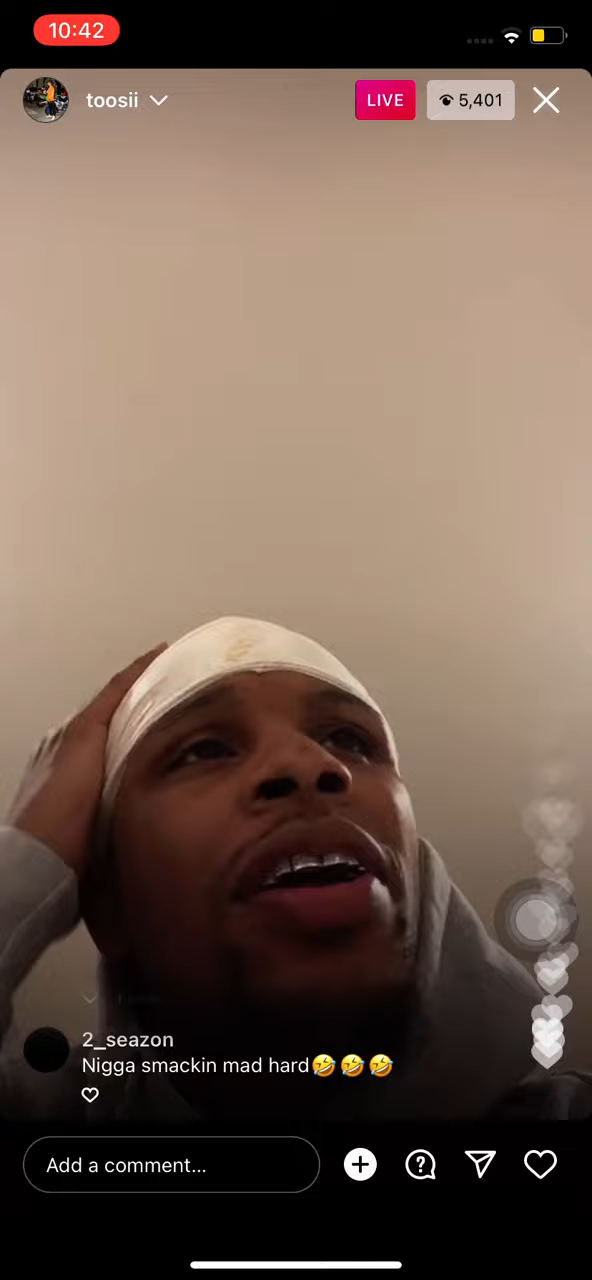 10:42
toosii
LIVE
5,401
2_seazon
Nigga smackin mad hard🤣🤣🤣
Add a comment...